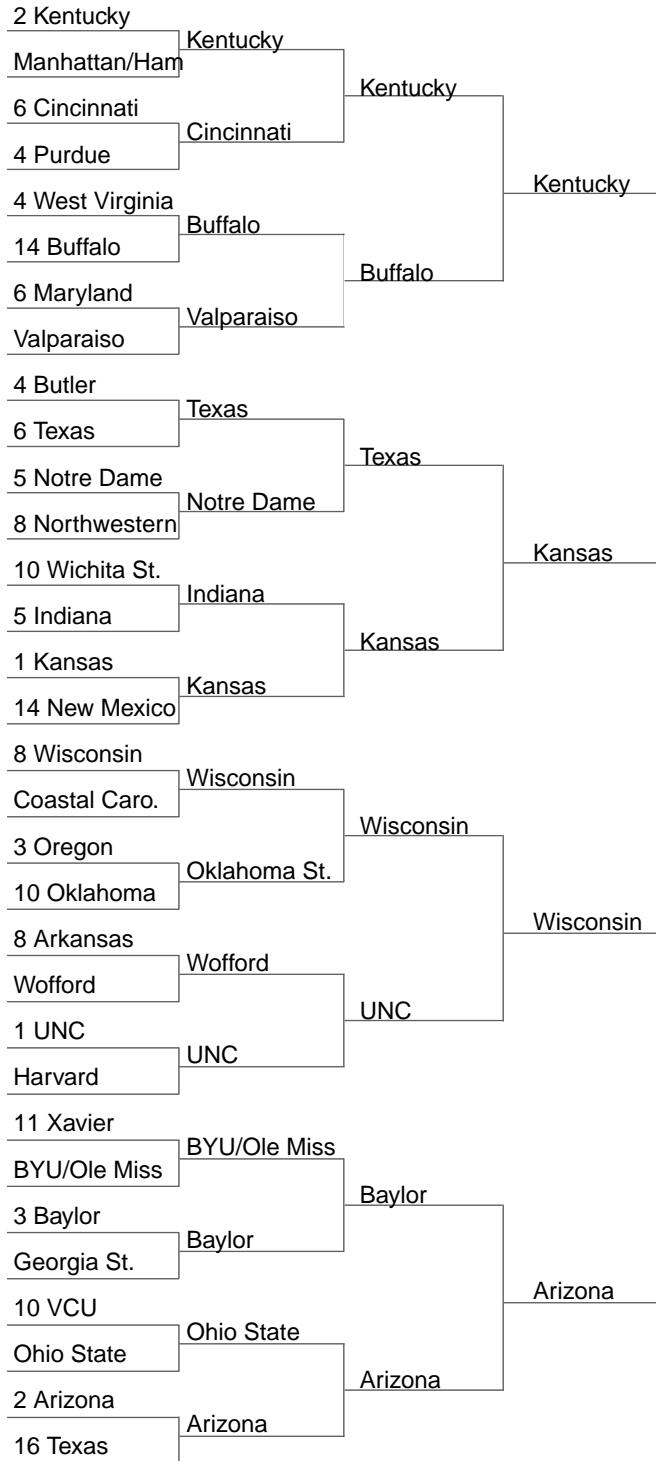 2 Kentucky
Manhattan/Ham
6 Cincinnati
4 Purdue
4 West Virginia
14 Buffalo
6 Maryland
Valparaiso
4 Butler
6 Texas
5 Notre Dame
8 Northwestern
10 Wichita St.
5 Indiana
1 Kansas
14 New Mexico
8 Wisconsin
Coastal Caro.
3 Oregon
10 Oklahoma
8 Arkansas
Wofford
1 UNC
Harvard
11 Xavier
BYU/Ole Miss
3 Baylor
Georgia St.
10 VCU
Ohio State
2 Arizona
16 Texas
Kentucky
Cincinnati
Buffalo
Valparaiso
Texas
Notre Dame
Indiana
Kansas
Wisconsin
Oklahoma St.
Wofford
UNC
BYU/Ole Miss
Baylor
Ohio State
Arizona
Kentucky
Buffalo
Texas
Kansas
Wisconsin
UNC
Baylor
Arizona
Kentucky
Kansas
Wisconsin
Arizona